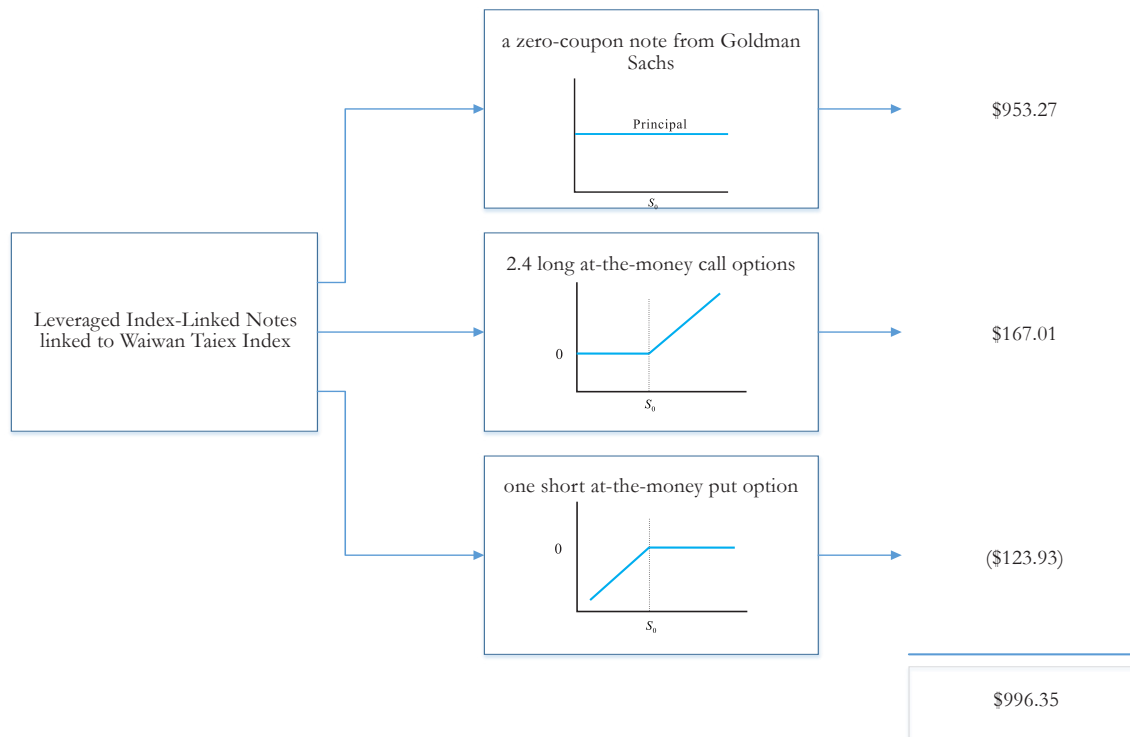 a zero-coupon note from Goldman
Sachs
Principal
S₀
$953.27
Leveraged Index-Linked Notes
linked to Waiwan Taiex Index
2.4 long at-the-money call options
0
S₀
$167.01
one short at-the-money put option
0
S₀
($123.93)
$996.35